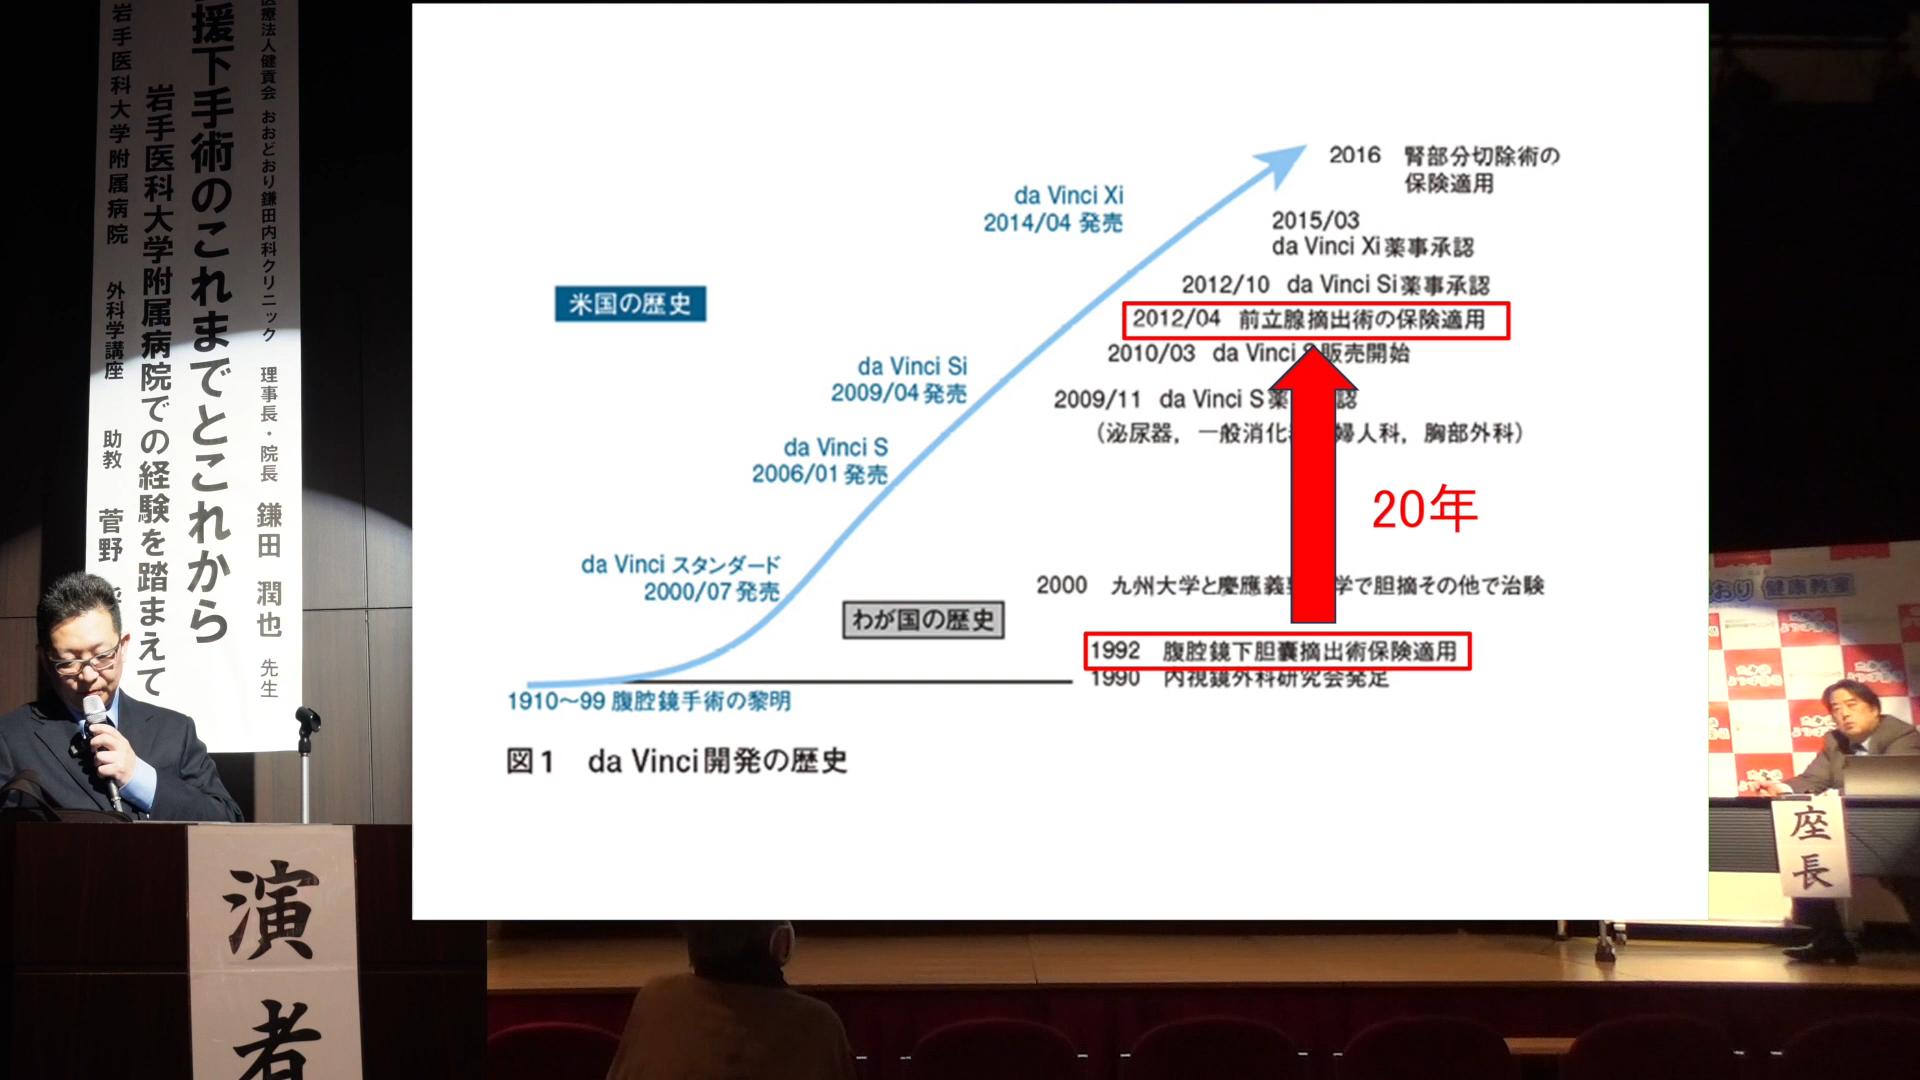 医療法人健貢会 おおどおり鎌田内科クリニック 理事長・院長 鎌田 潤也 先生
援下手術のこれまでとこれから
岩手医科大学附属病院での経験を踏まえて
岩手医科大学附属病院 外科学講座 助教 菅野
演者
米国の歴史
da Vinci Xi
2014/04 発売
da Vinci Si
2009/04 発売
da Vinci S
2006/01 発売
da Vinci スタンダード
2000/07 発売
1910～99 腹腔鏡手術の黎明
わが国の歴史
2016 腎部分切除術の
保険適用
2015/03
da Vinci Xi 薬事承認
2012/10 da Vinci Si 薬事承認
2012/04 前立腺摘出術の保険適用
2010/03 da Vinci S 販売開始
2009/11 da Vinci S 薬 認
（泌尿器，一般消化 婦人科，胸部外科）
20年
2000 九州大学と慶應義 学で胆摘その他で治験
1992 腹腔鏡下胆囊摘出術保険適用
1990 内視鏡外科研究会発足
図1 da Vinci 開発の歴史
おり 健康教室
座長